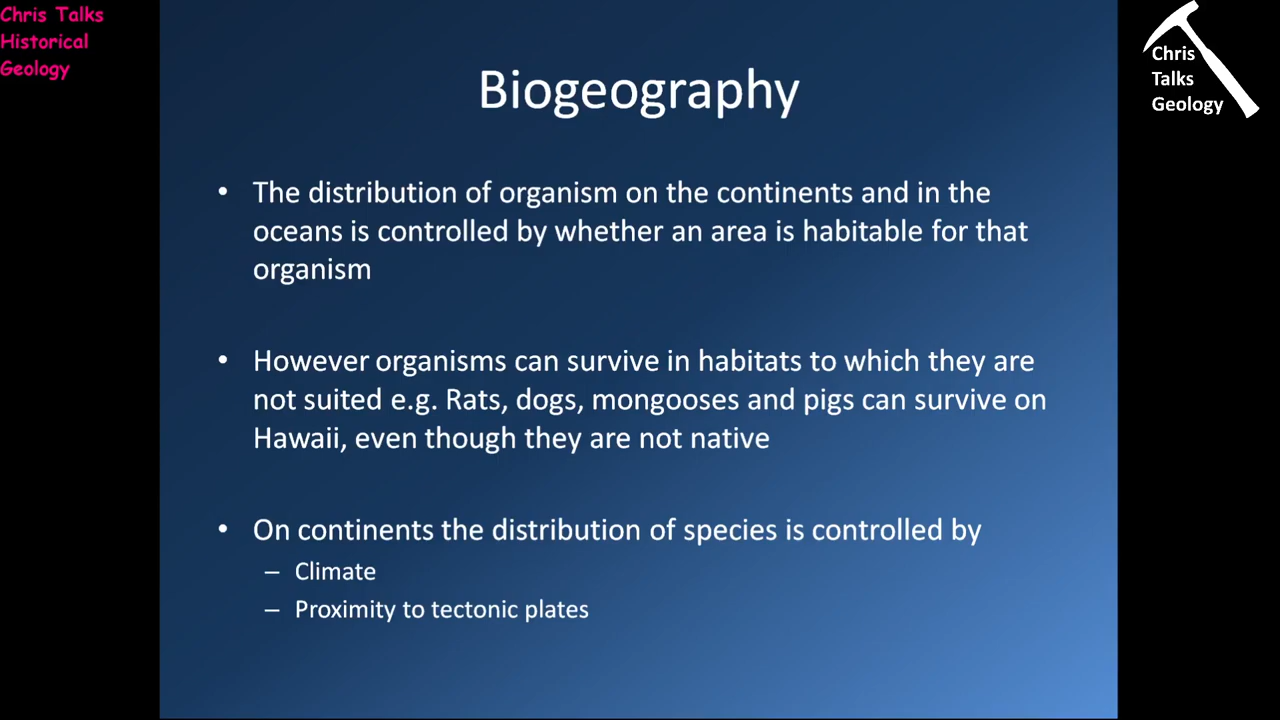 Chris Talks
Historical
Geology
Chris
Talks
Geology
Biogeography
• The distribution of organism on the continents and in the
oceans is controlled by whether an area is habitable for that
organism
• However organisms can survive in habitats to which they are
not suited e.g. Rats, dogs, mongooses and pigs can survive on
Hawaii, even though they are not native
• On continents the distribution of species is controlled by
– Climate
– Proximity to tectonic plates